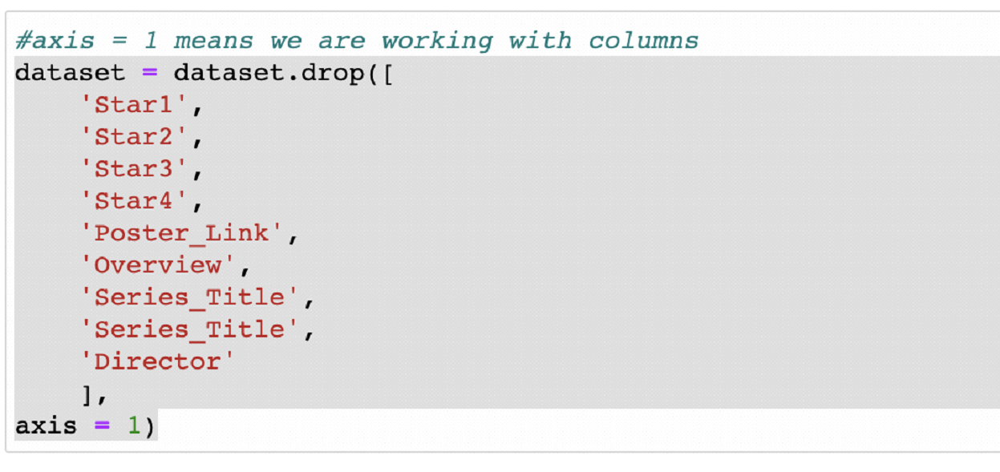 #axis = 1 means we are working with columns
dataset = dataset.drop([
    'Star1',
    'Star2',
    'Star3',
    'Star4',
    'Poster_Link',
    'Overview',
    'Series_Title',
    'Series_Title',
    'Director'
    ],
axis = 1)